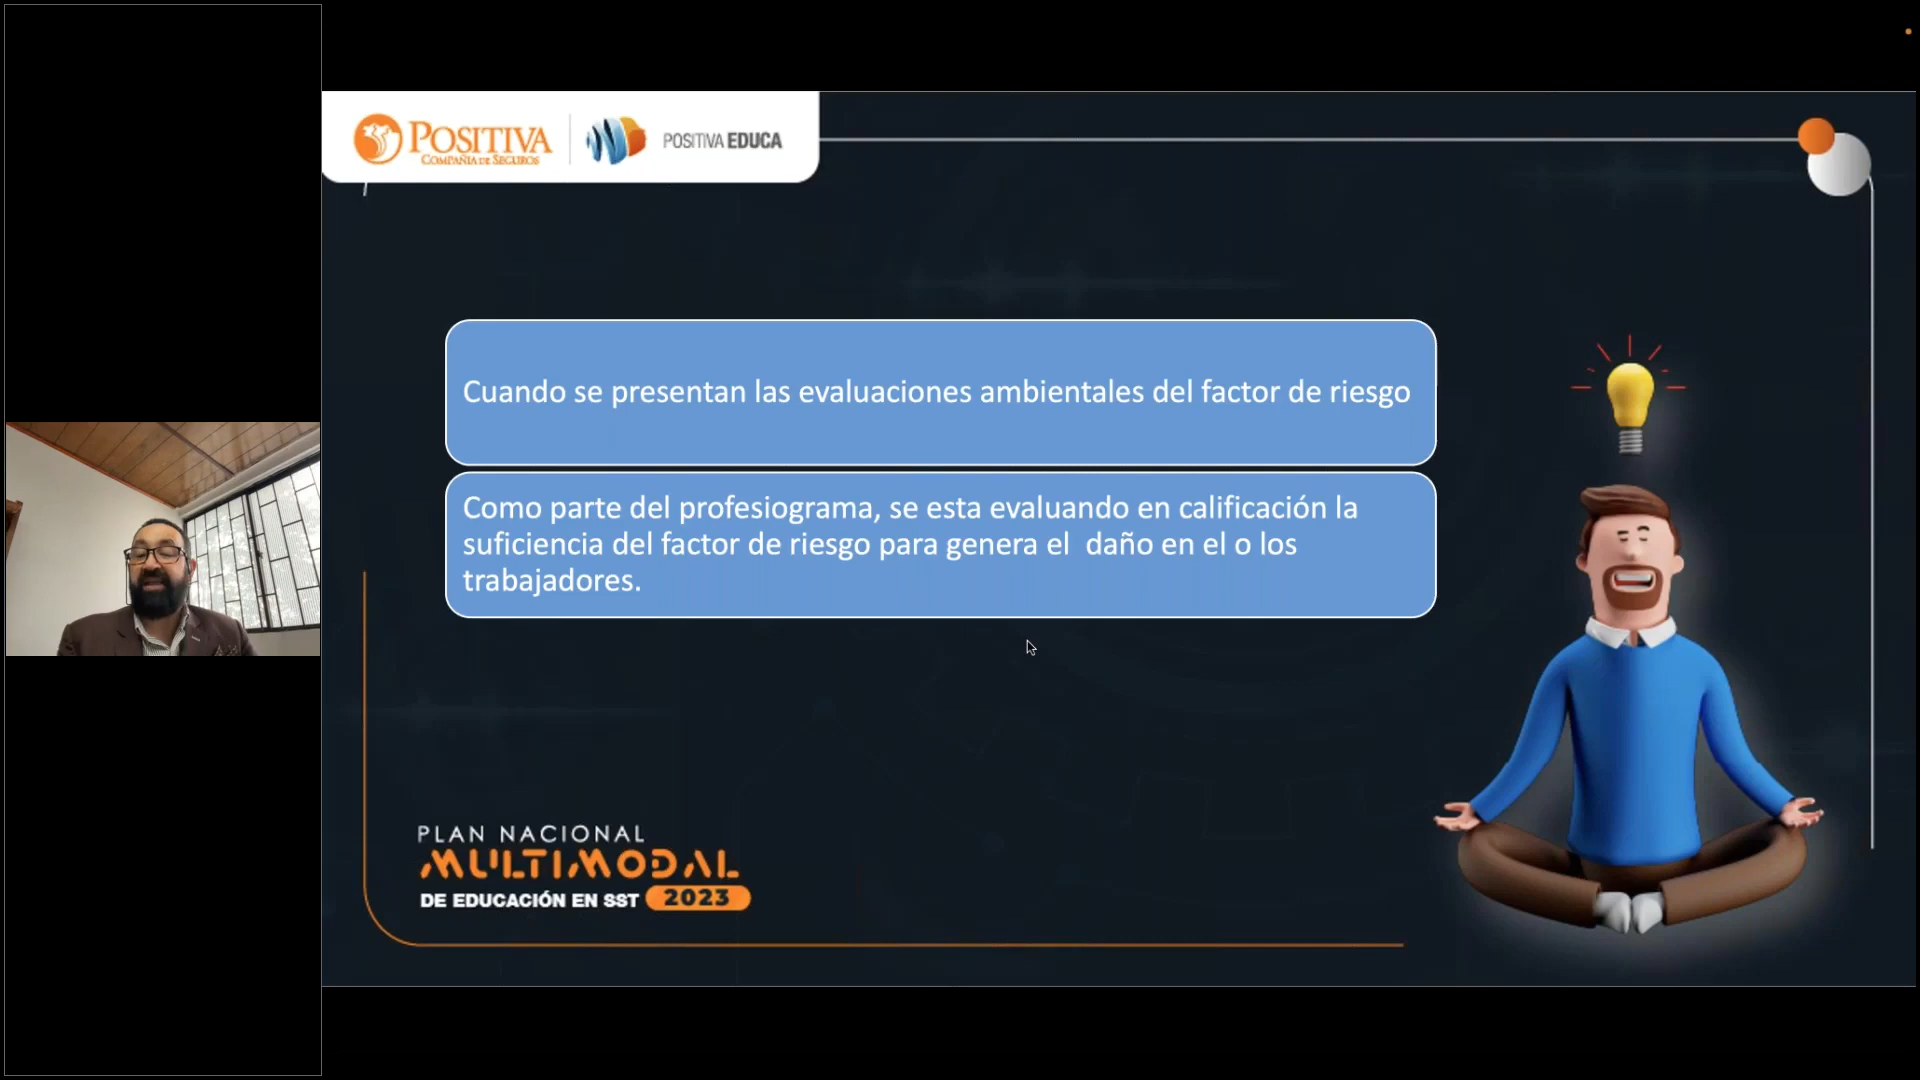 POSITIVA
COMPAÑIA DE SEGUROS
POSITIVA EDUCA
Cuando se presentan las evaluaciones ambientales del factor de riesgo
Como parte del profesiograma, se esta evaluando en calificación la
suficiencia del factor de riesgo para genera el  daño en el o los
trabajadores.
PLAN NACIONAL
MULTIMODAL
DE EDUCACIÓN EN SST 2023